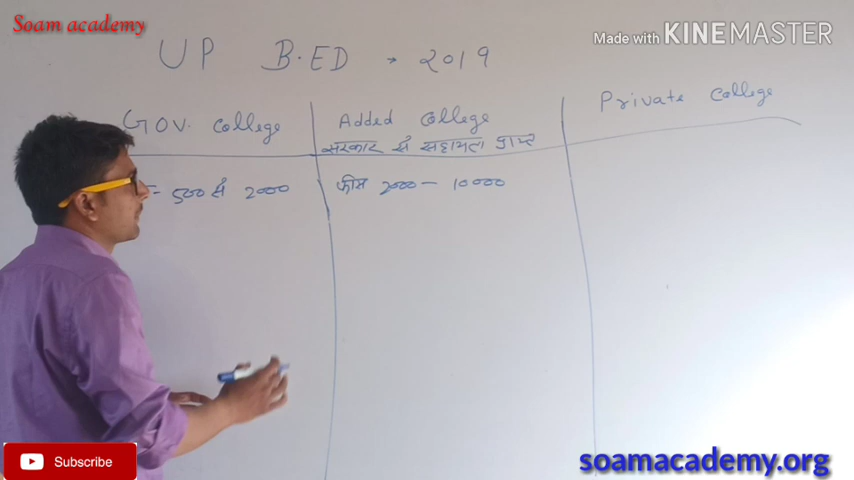 Soam academy
Made with KINEMASTER
UP B.ED → २०19
Gov. College
Added College
Private College
सरकार से सहायता प्राप्त
= 500 से 2000
फीस 2000 - 10000
Subscribe
soamacademy.org